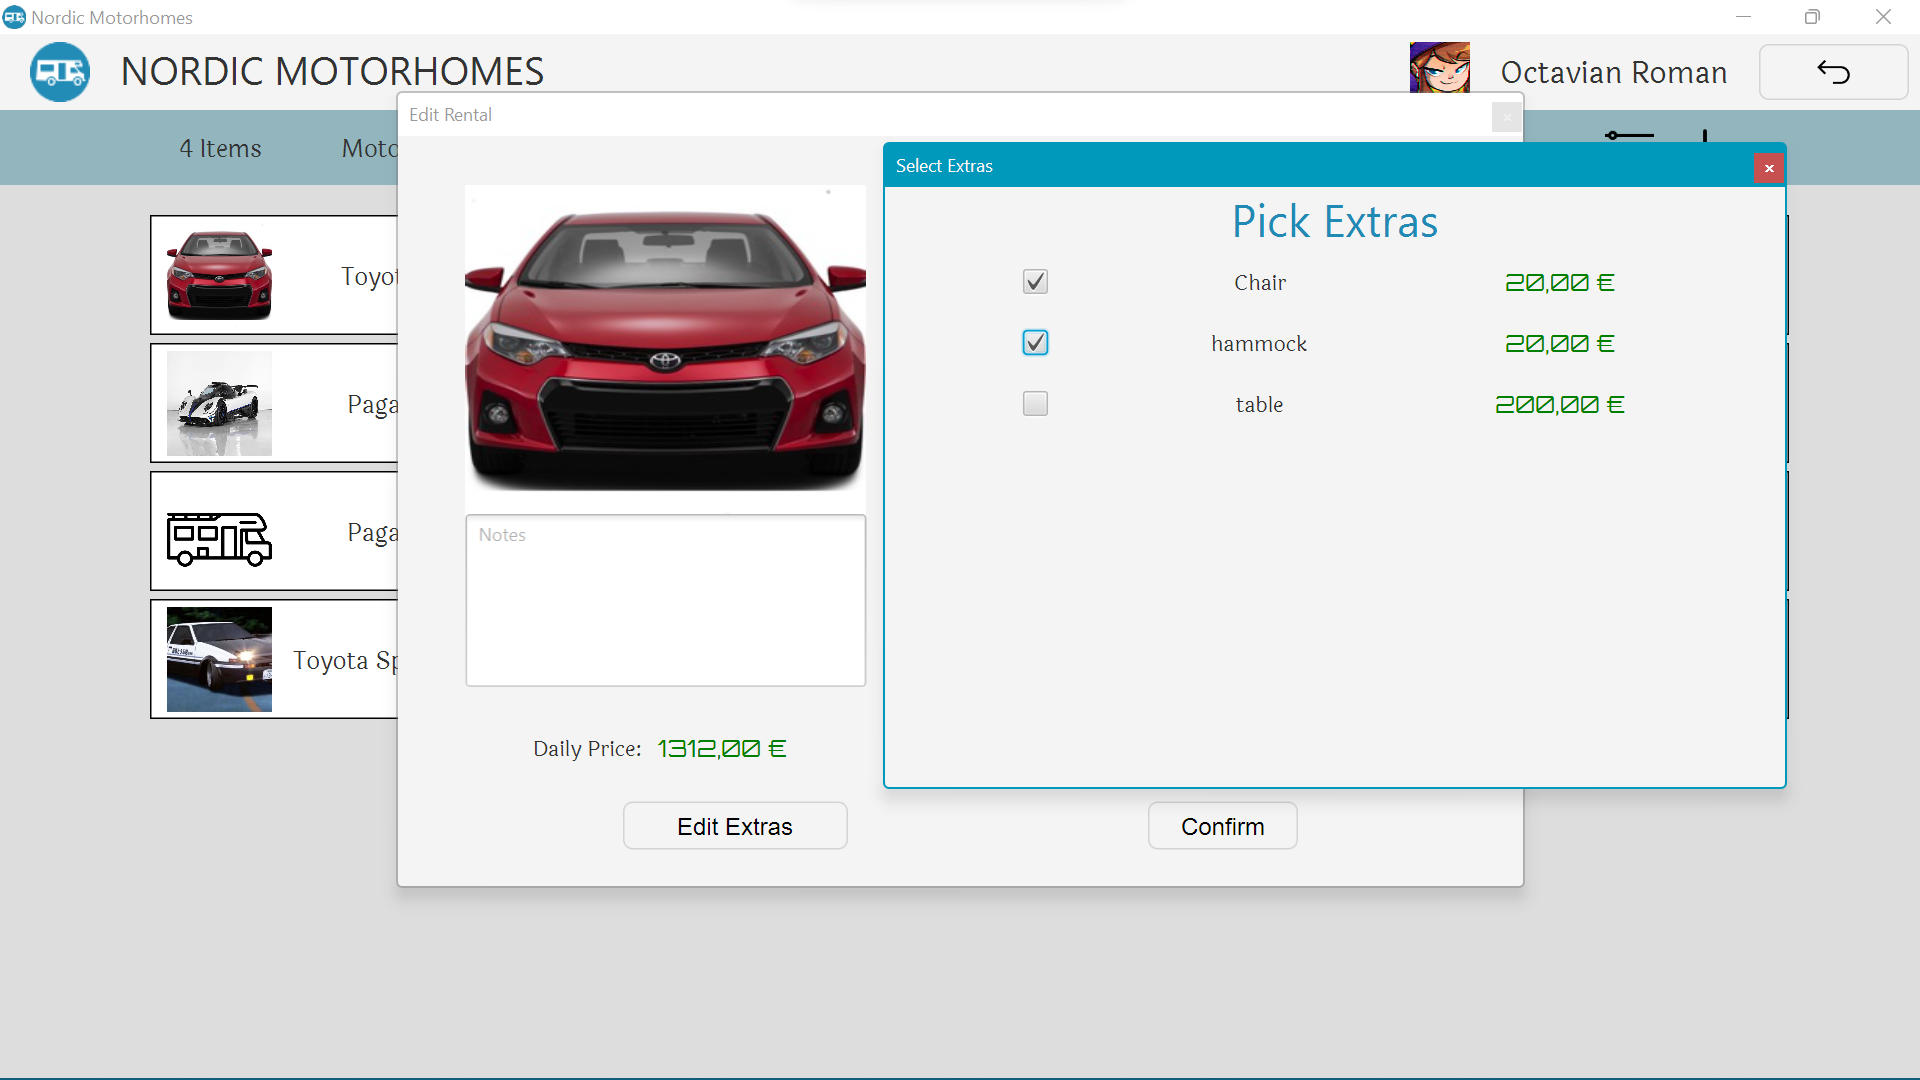 Nordic Motorhomes
NORDIC MOTORHOMES
Octavian Roman
Edit Rental
4 Items
Moto
Select Extras
x
Pick Extras
Chair 20,00 €
hammock 20,00 €
table 200,00 €
Toyot
Paga
Paga
Toyota Sp
Notes
Daily Price: 1312,00 €
Edit Extras
Confirm